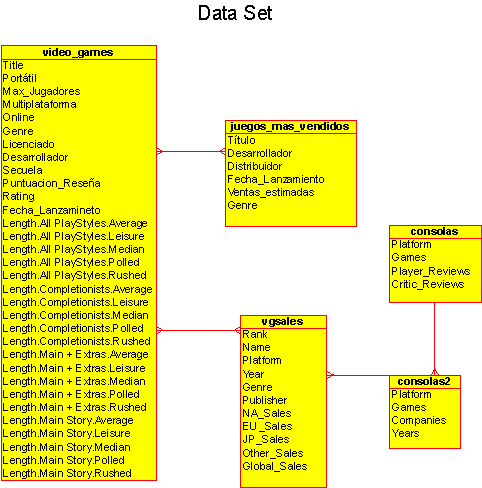 Data Set
video_games
Title
Portátil
Max_Jugadores
Multiplataforma
Online
Genre
Licenciado
Desarrollador
Secuela
Puntuacion_Reseña
Rating
Fecha_Lanzamineto
Length.All PlayStyles.Average
Length.All PlayStyles.Leisure
Length.All PlayStyles.Median
Length.All PlayStyles.Polled
Length.All PlayStyles.Rushed
Length.Completionists.Average
Length.Completionists.Leisure
Length.Completionists.Median
Length.Completionists.Polled
Length.Completionists.Rushed
Length.Main + Extras.Average
Length.Main + Extras.Leisure
Length.Main + Extras.Median
Length.Main + Extras.Polled
Length.Main + Extras.Rushed
Length.Main Story.Average
Length.Main Story.Leisure
Length.Main Story.Median
Length.Main Story.Polled
Length.Main Story.Rushed
juegos_mas_vendidos
Título
Desarrollador
Distribuidor
Fecha_Lanzamiento
Ventas_estimadas
Genre
vgsales
Rank
Name
Platform
Year
Genre
Publisher
NA_Sales
EU_Sales
JP_Sales
Other_Sales
Global_Sales
consolas
Platform
Games
Player_Reviews
Critic_Reviews
consolas2
Platform
Games
Companies
Years